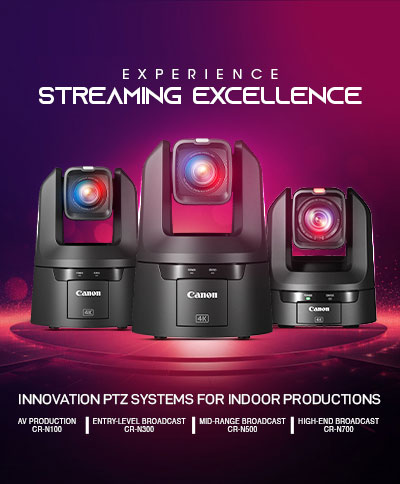 EXPERIENCE
STREAMING EXCELLENCE
Canon
4K
Canon
4K
Canon
4K
INNOVATION PTZ SYSTEMS FOR INDOOR PRODUCTIONS
AV PRODUCTION
CR-N100
ENTRY-LEVEL BROADCAST
CR-N300
MID-RANGE BROADCAST
CR-N500
HIGH-END BROADCAST
CR-N700